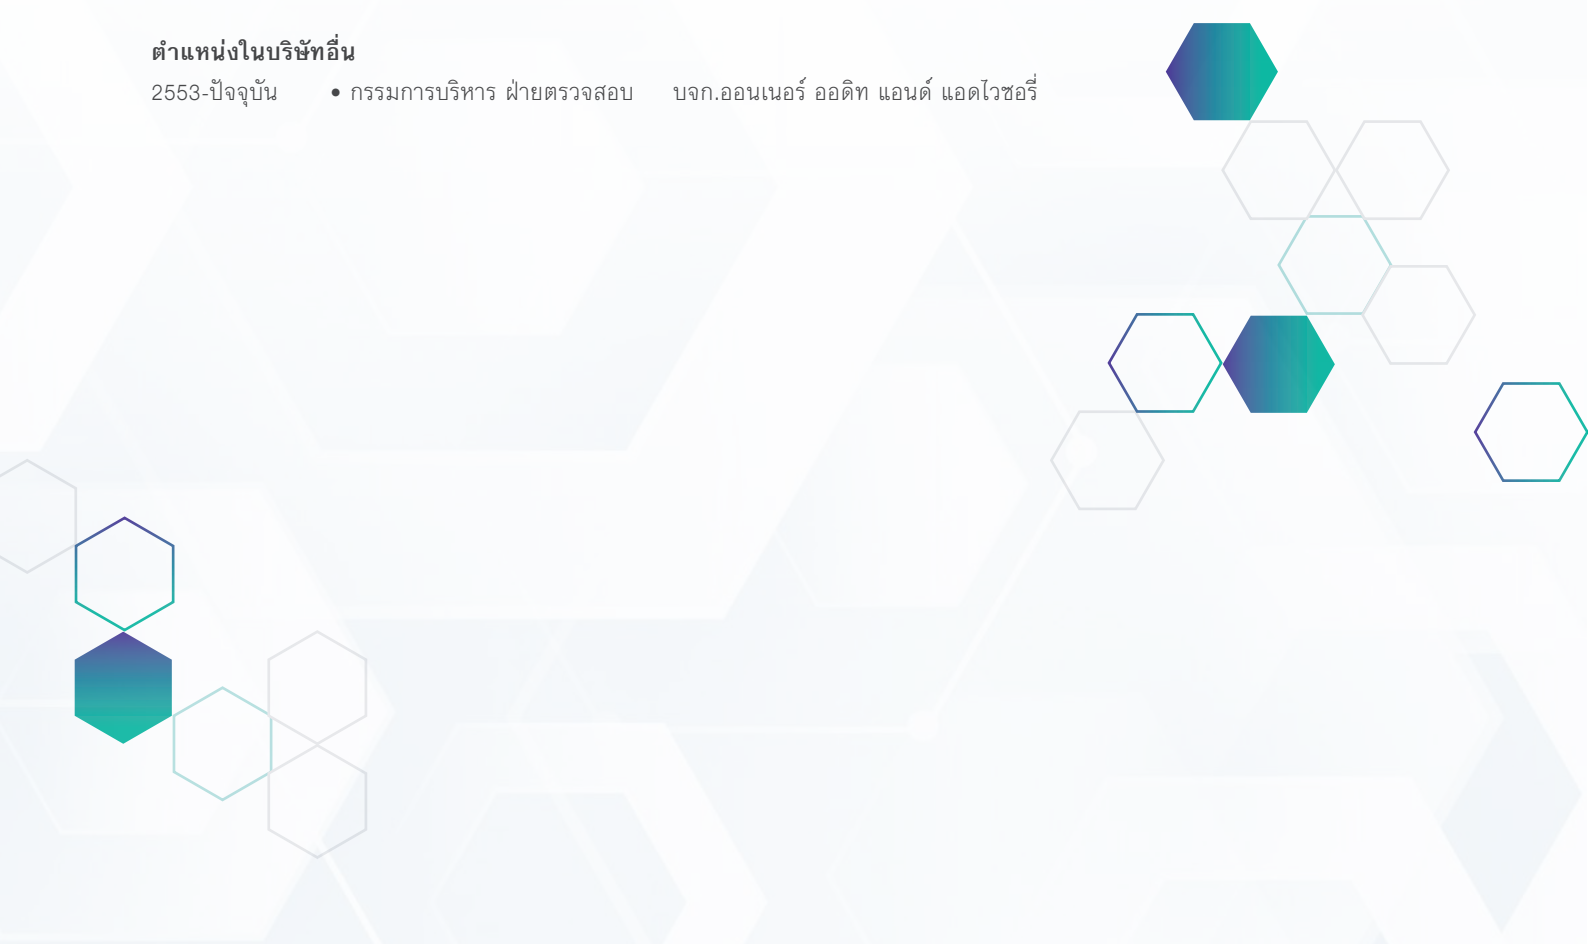 ตำแหน่งในบริษัทอื่น
2553-ปัจจุบัน • กรรมการบริหาร ฝ่ายตรวจสอบ บจก.ออนเนอร์ ออดิท แอนด์ แอดไวซอรี่